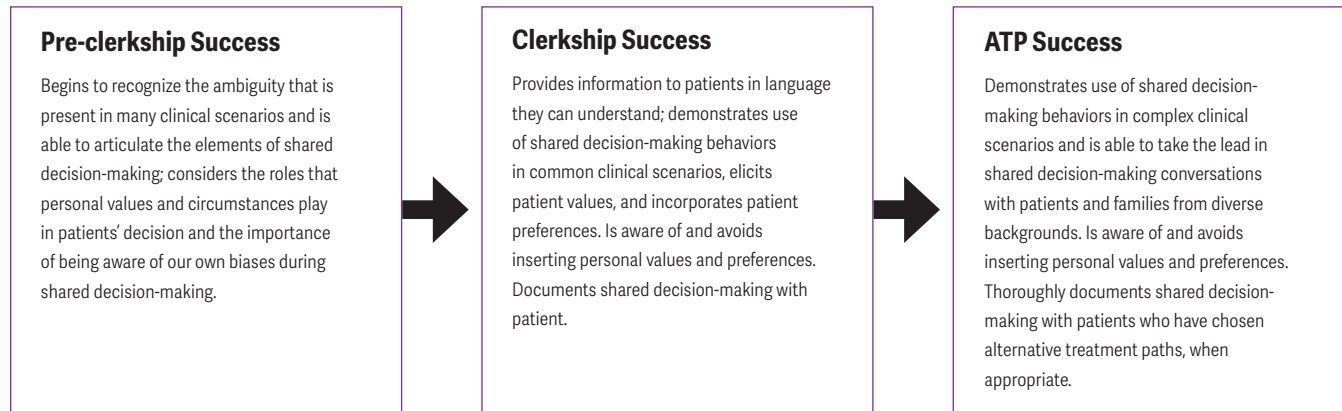 Pre-clerkship Success
Begins to recognize the ambiguity that is
present in many clinical scenarios and is
able to articulate the elements of shared
decision-making; considers the roles that
personal values and circumstances play
in patients’ decision and the importance
of being aware of our own biases during
shared decision-making.
Clerkship Success
Provides information to patients in language
they can understand; demonstrates use
of shared decision-making behaviors
in common clinical scenarios, elicits
patient values, and incorporates patient
preferences. Is aware of and avoids
inserting personal values and preferences.
Documents shared decision-making with
patient.
ATP Success
Demonstrates use of shared decision-
making behaviors in complex clinical
scenarios and is able to take the lead in
shared decision-making conversations
with patients and families from diverse
backgrounds. Is aware of and avoids
inserting personal values and preferences.
Thoroughly documents shared decision-
making with patients who have chosen
alternative treatment paths, when
appropriate.